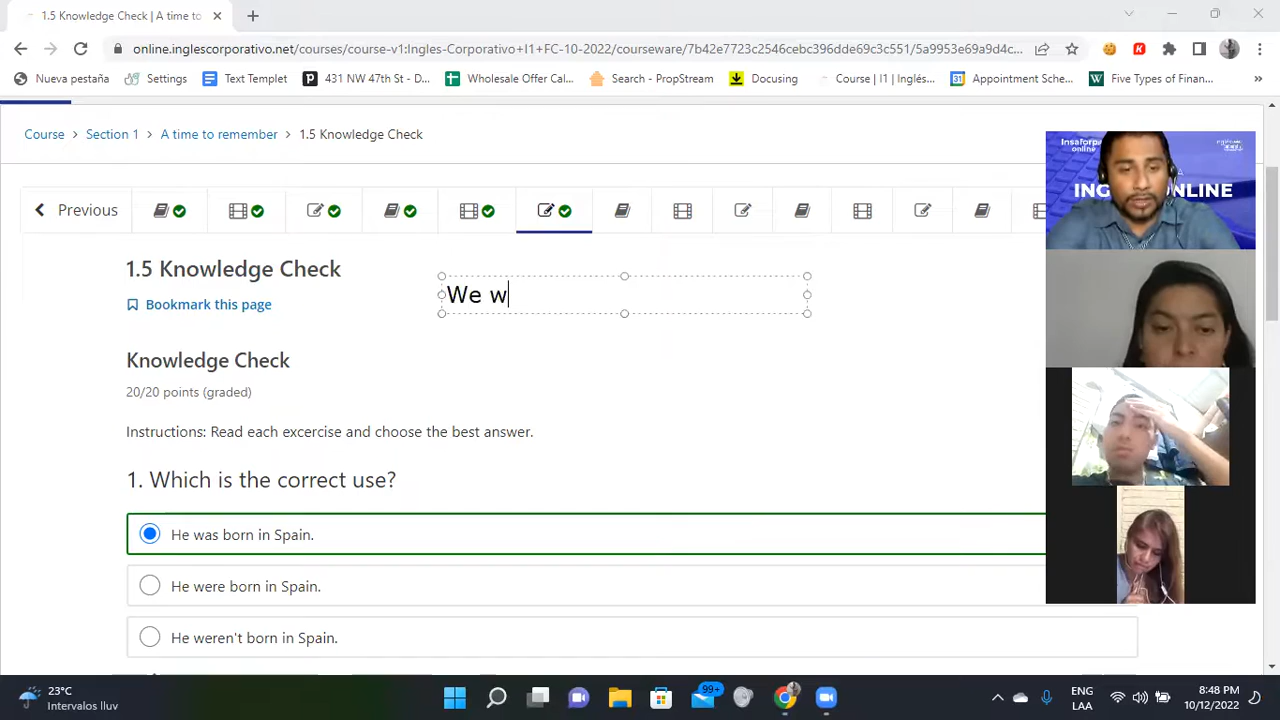 1.5 Knowledge Check | A time to
online.inglescorporativo.net/courses/course-v1:Ingles-Corporativo+I1+FC-10-2022/courseware/7b42e7723c2546cebc396dde69c3c551/5a9953e69a9d4c...
Nueva pestaña
Settings
Text Templet
431 NW 47th St - D...
Wholesale Offer Cal...
Search - PropStream
Docusing
Course | I1 | Inglés...
Appointment Sche...
Five Types of Finan...
Course > Section 1 > A time to remember > 1.5 Knowledge Check
Previous
1.5 Knowledge Check
We w
Bookmark this page
Knowledge Check
20/20 points (graded)
Instructions: Read each excercise and choose the best answer.
1. Which is the correct use?
He was born in Spain.
He were born in Spain.
He weren't born in Spain.
Insaforp
online
ING NLINE
23°C
Intervalos lluv
99+
ENG
LAA
8:48 PM
10/12/2022